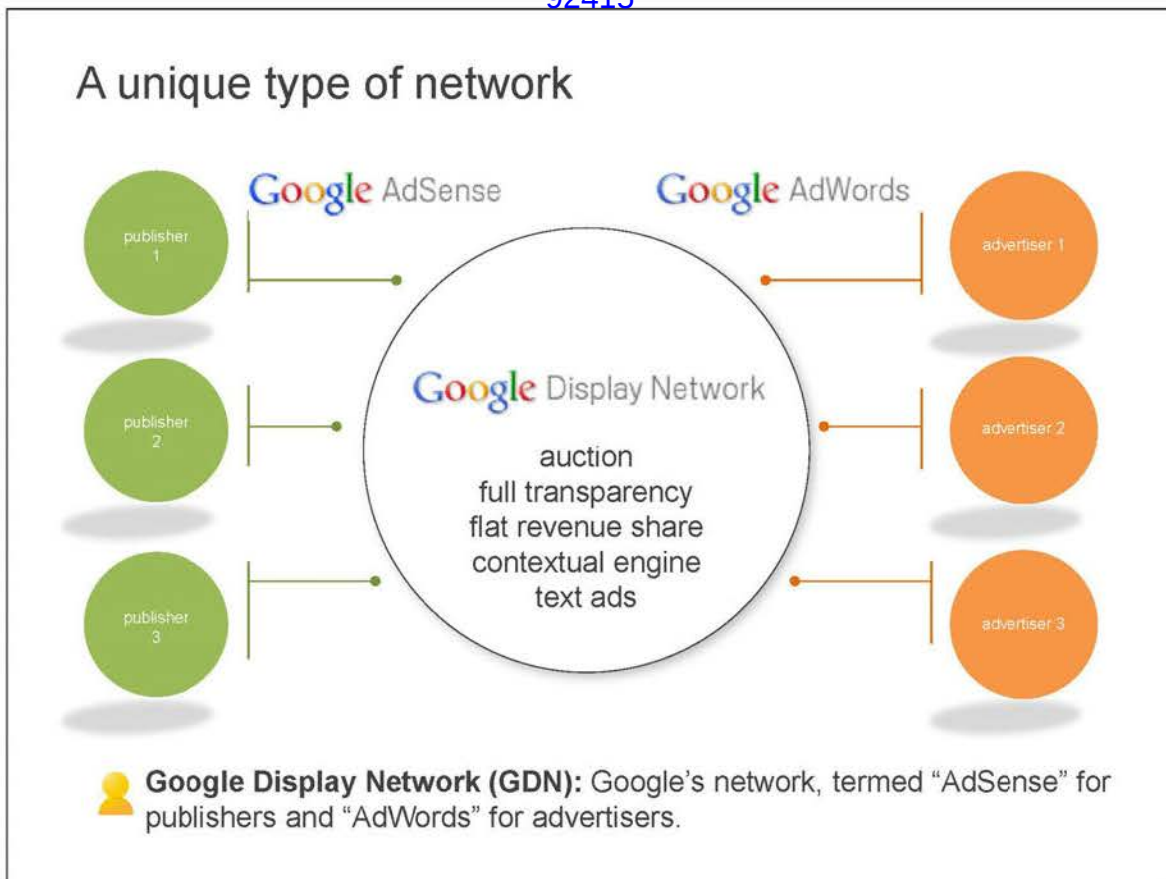 92415
A unique type of network
Google AdSense
Google AdWords
publisher
1
advertiser 1
Google Display Network
publisher
2
advertiser 2
auction
full transparency
flat revenue share
contextual engine
text ads
publisher
3
advertiser 3
Google Display Network (GDN): Google's network, termed “AdSense” for
publishers and “AdWords” for advertisers.